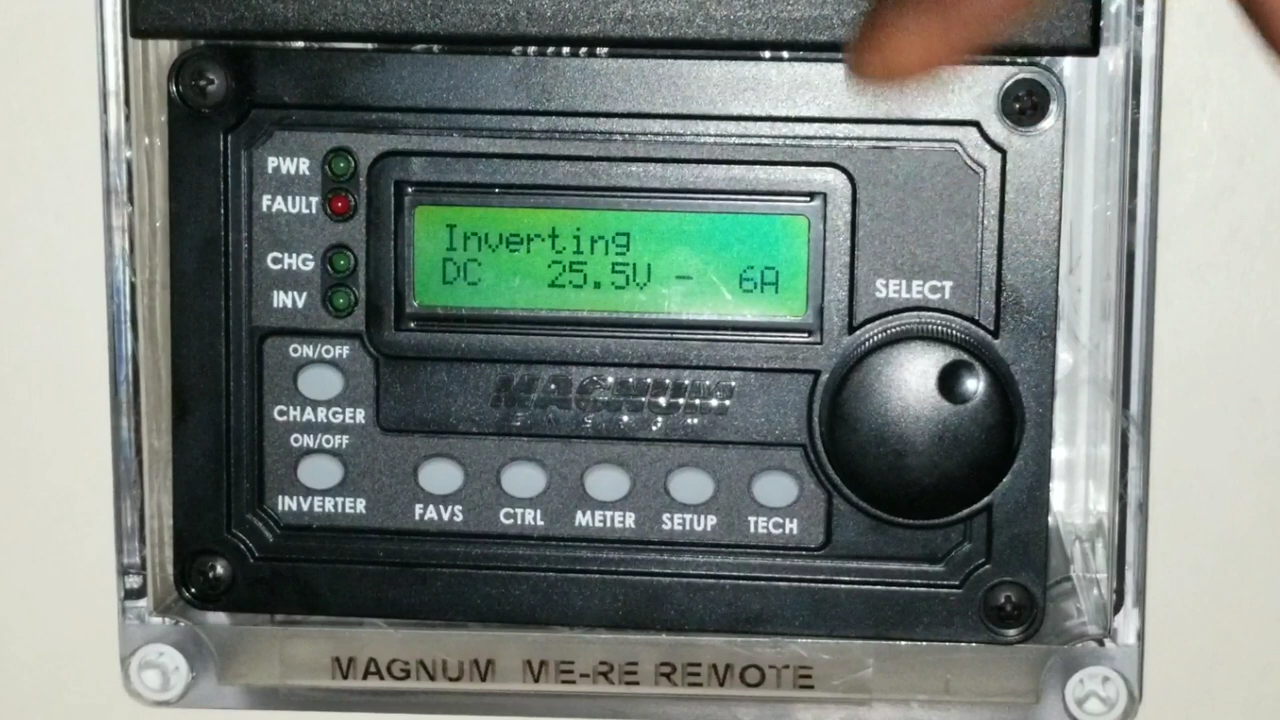 PWR
FAULT
CHG
INV
Inverting
DC 25.5V - 6A
SELECT
ON/OFF
CHARGER
ON/OFF
INVERTER
MAGNUM
FAVS
CTRL
METER
SETUP
TECH
MAGNUM ME-RE REMOTE